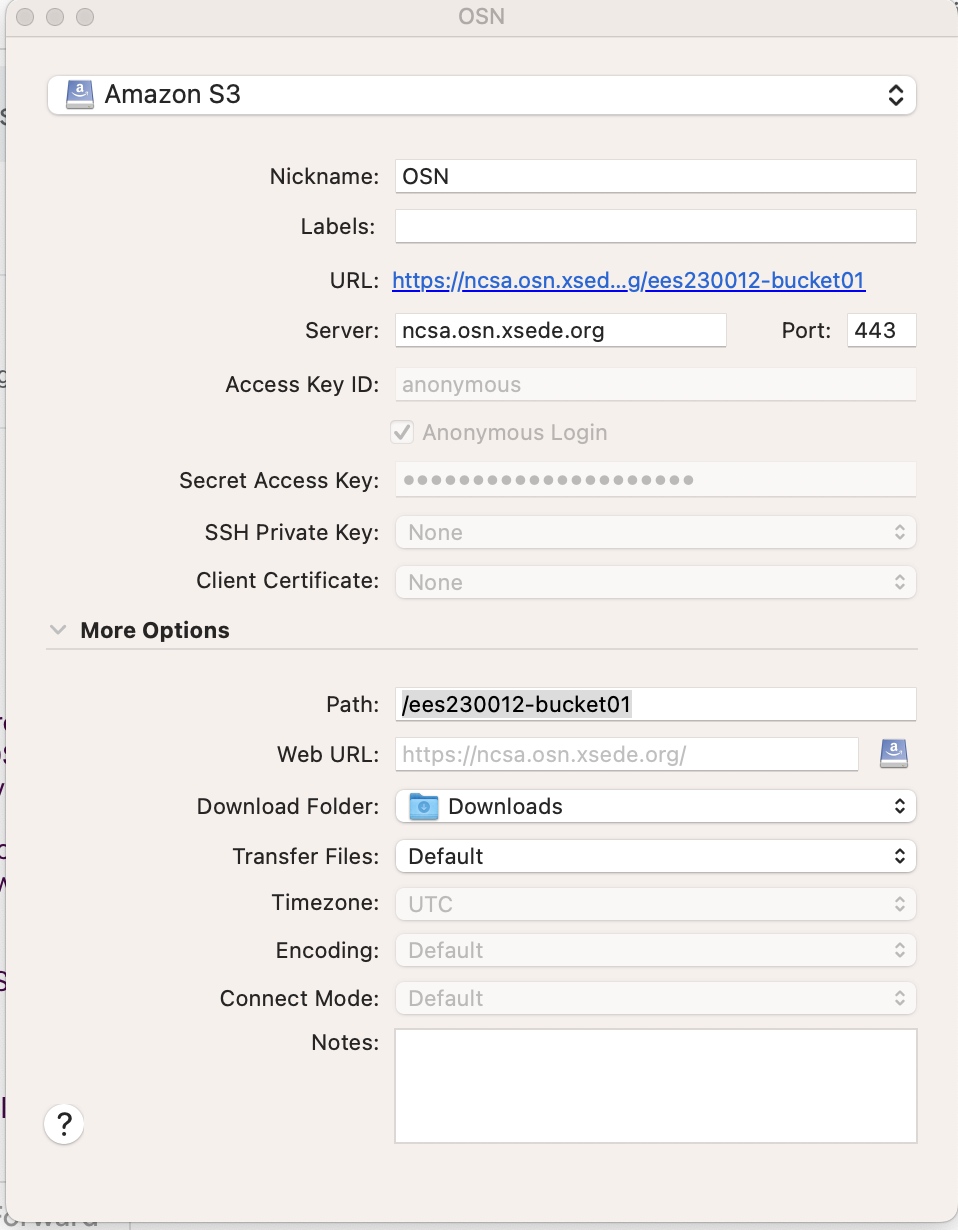 OSN
Amazon S3
Nickname: OSN
Labels:
URL: https://ncsa.osn.xsed...g/ees230012-bucket01
Server: ncsa.osn.xsede.org Port: 443
Access Key ID: anonymous
Anonymous Login
Secret Access Key: •••••••••••••••••••••
SSH Private Key: None
Client Certificate: None
More Options
Path: /ees230012-bucket01
Web URL: https://ncsa.osn.xsede.org/
Download Folder: Downloads
Transfer Files: Default
Timezone: UTC
Encoding: Default
Connect Mode: Default
Notes:
?